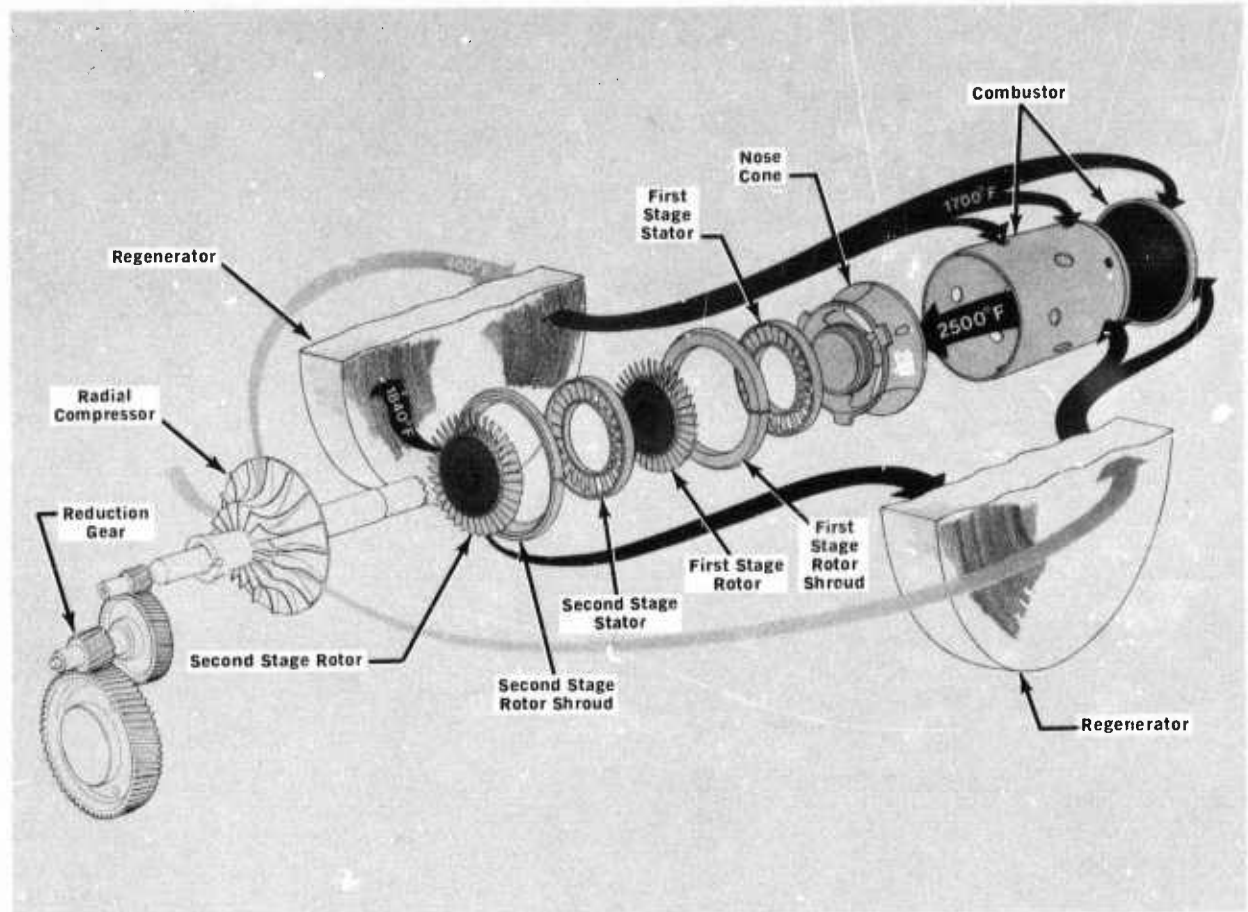 Combustor
Nose
Cone
First
Stage
Stator
1700°F
Regenerator
2500°F
1840°F
Radial
Compressor
Reduction
Gear
First
Stage
Rotor
Shroud
First Stage
Rotor
Second Stage
Stator
Second Stage Rotor
Second Stage
Rotor Shroud
Regenerator